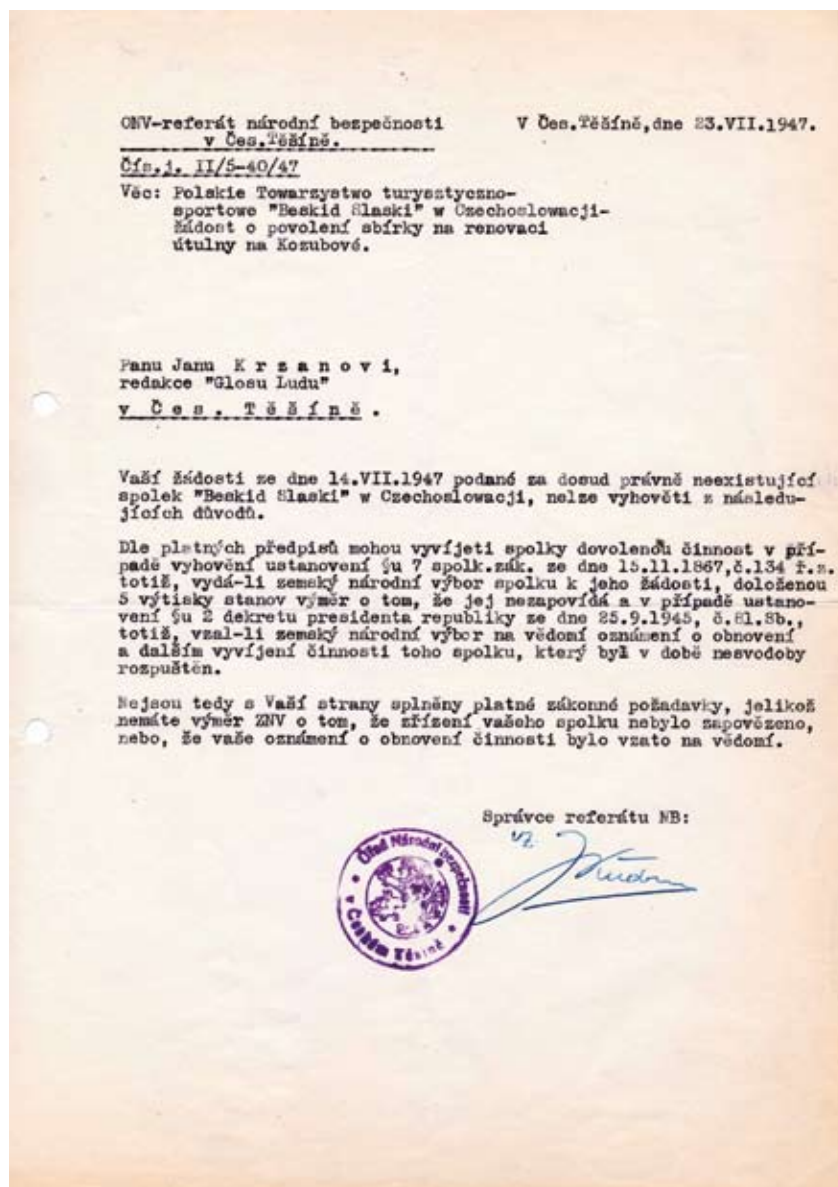 ONV-referát národní bezpečnosti V Čes.Těšíně,dne 23.VII.1947.
v Čes.Těšíně.
Čís.j. II/5-40/47
Věc: Polskie Towarzystwo turystyczno-
sportowe "Beskid Slaski" w Czechoslowacji-
žádost o povolení sbírky na renovaci
útulny na Kozubové.
Panu Janu K r z a n o v i,
redakce "Glosu Ludu"
v Č e s . T ě š í n ě .
Vaší žádosti ze dne 14.VII.1947 podané za dosud právně neexistující
spolek "Beskid Slaski" w Czechoslowacji, nelze vyhověti z následu-
jících důvodů.
Dle platných předpisů mohou vyvíjeti spolky dovolenou činnost v pří-
padě vyhovění ustanovení §u 7 spolk.zák. ze dne 15.11.1867,č.134 ř.z.
totiž, vydá-li zemský národní výbor spolku k jeho žádosti, doloženou
5 výtisky stanov výměr o tom, že jej nezapovídá a v případě ustano-
vení §u 2 dekretu presidenta republiky ze dne 25.9.1945, č.81.Sb.,
totiž, vzal-li zemský národní výbor na vědomí oznámení o obnovení
a dalším vyvíjení činnosti toho spolku, který byl v době nesvobody
rozpuštěn.
Nejsou tedy s Vaší strany splněny platné zákonné požadavky, jelikož
nemáte výměr ZNV o tom, že zřízení vašeho spolku nebylo zapovězeno,
nebo, že vaše oznámení o obnovení činnosti bylo vzato na vědomí.
Správce referátu NB:
vz.
Úřad Národní bezpečnosti
v Českém Těšíně